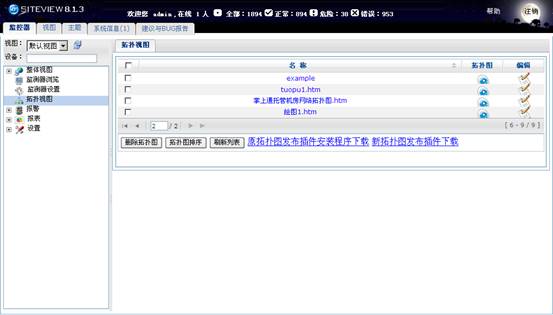 SITEVIEW 8.1.3
欢迎您 admin,在线 1 人 全部:1894 正常:894 危险:38 错误:953 帮助 注销
监控器 视图 主题 系统信息(1) 建议与BUG报告
视图: 默认视图
设备:
整体视图
监测器浏览
监测器设置
拓扑视图
报警
报表
设置
拓扑视图
名 称 拓扑图 编辑
example
tuopu1.htm
掌上通托管机房网络拓扑图.htm
绘图1.htm
2 / 2 [ 6 - 9 / 9 ]
删除拓扑图 拓扑图排序 刷新列表 原拓扑图发布插件安装程序下载 新拓扑图发布插件下载